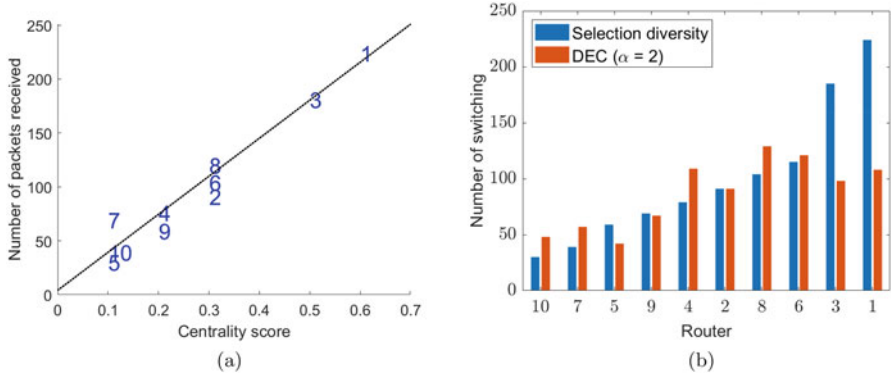 250
200
150
100
50
0
Number of packets received
1
3
8
6
2
7
4
9
10
5
0 0.1 0.2 0.3 0.4 0.5 0.6 0.7
Centrality score
(a)
250
200
150
100
50
0
Number of switching
Selection diversity
DEC (α = 2)
10 7 5 9 4 2 8 6 3 1
Router
(b)